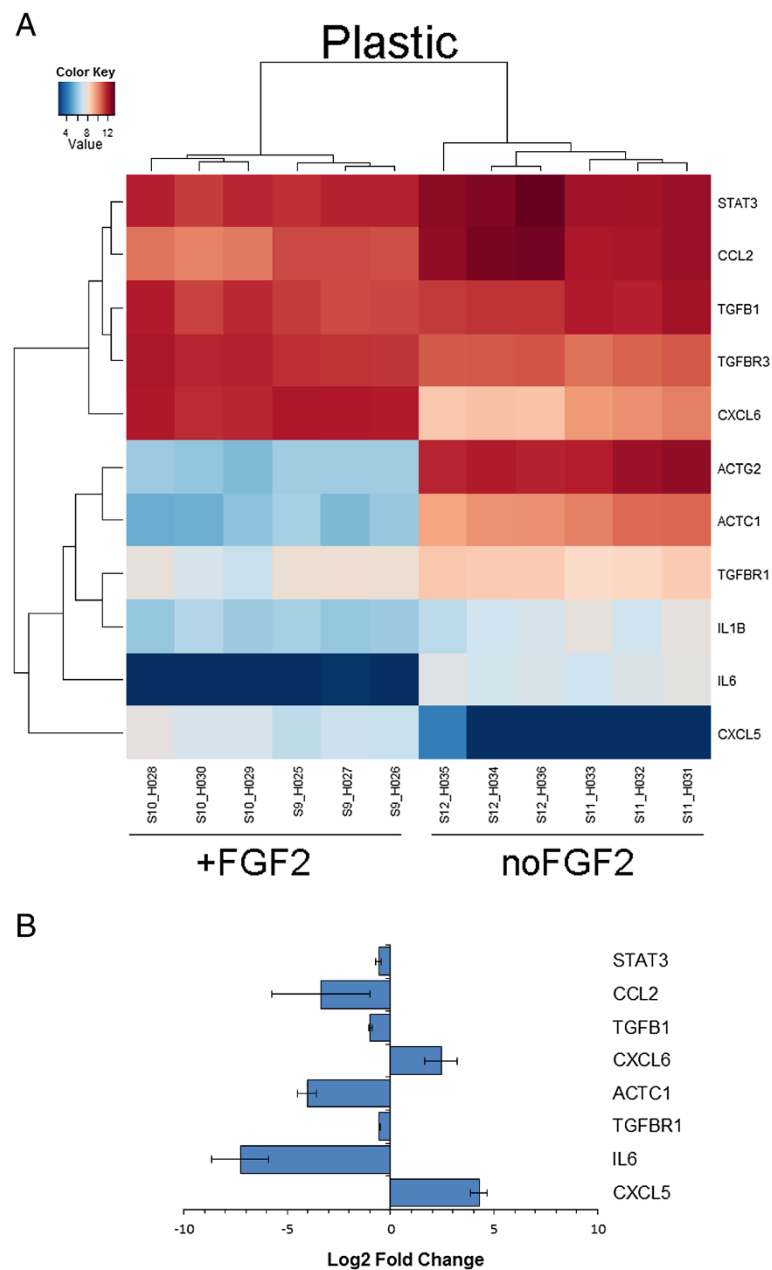 A
Plastic
Color Key
4 8 12
Value
STAT3
CCL2
TGFB1
TGFBR3
CXCL6
ACTG2
ACTC1
TGFBR1
IL1B
IL6
CXCL5
S10_H028
S10_H030
S10_H029
S9_H025
S9_H027
S9_H026
S12_H035
S12_H034
S12_H036
S11_H033
S11_H032
S11_H031
+FGF2
noFGF2
B
STAT3
CCL2
TGFB1
CXCL6
ACTC1
TGFBR1
IL6
CXCL5
-10 -5 0 5 10
Log2 Fold Change